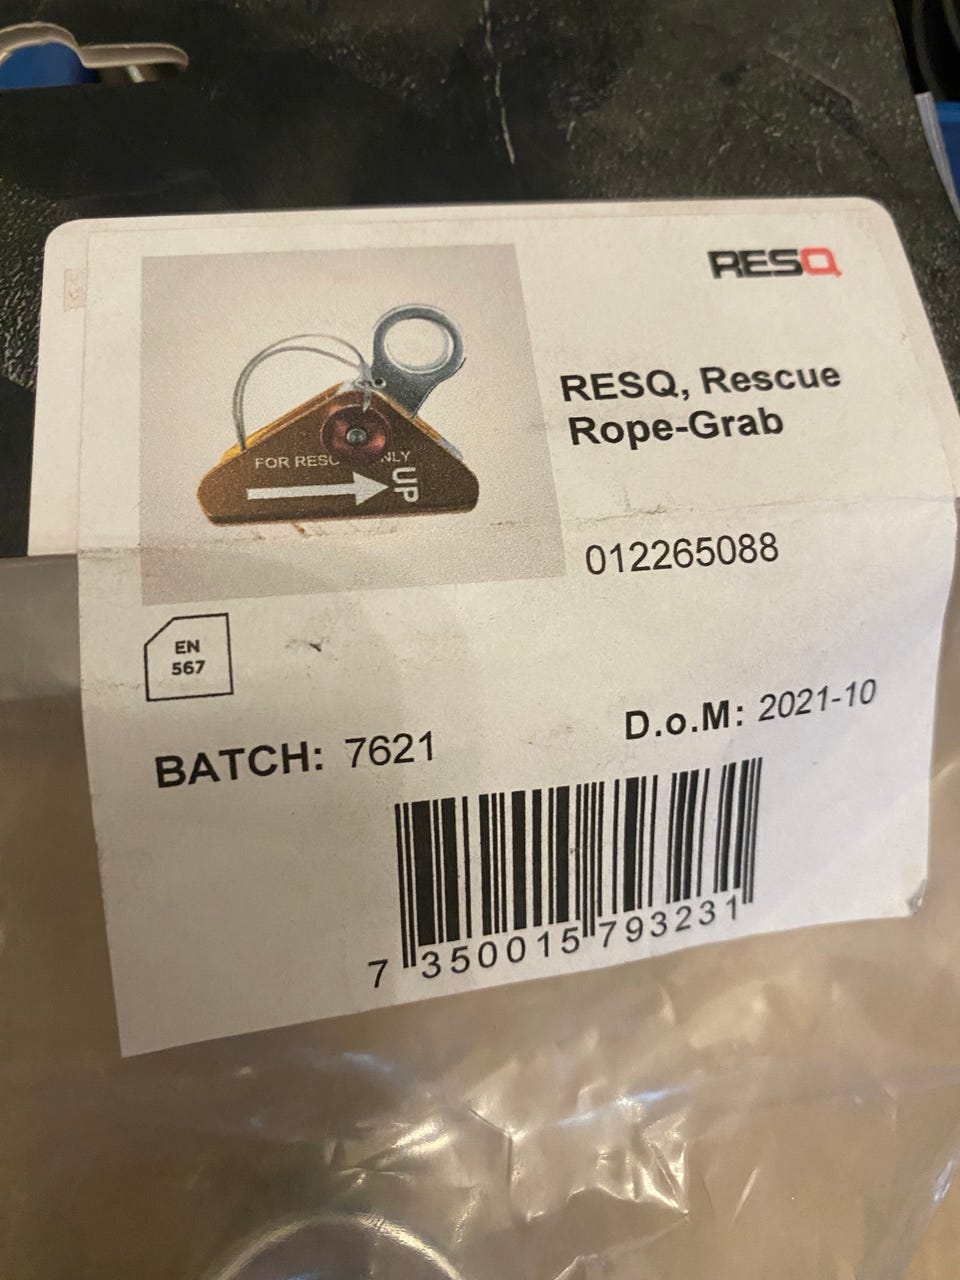 RESQ
RESQ, Rescue
Rope-Grab
FOR RESC NLY
UP
012265088
EN
567
BATCH: 7621
D.o.M: 2021-10
7 350015 793231